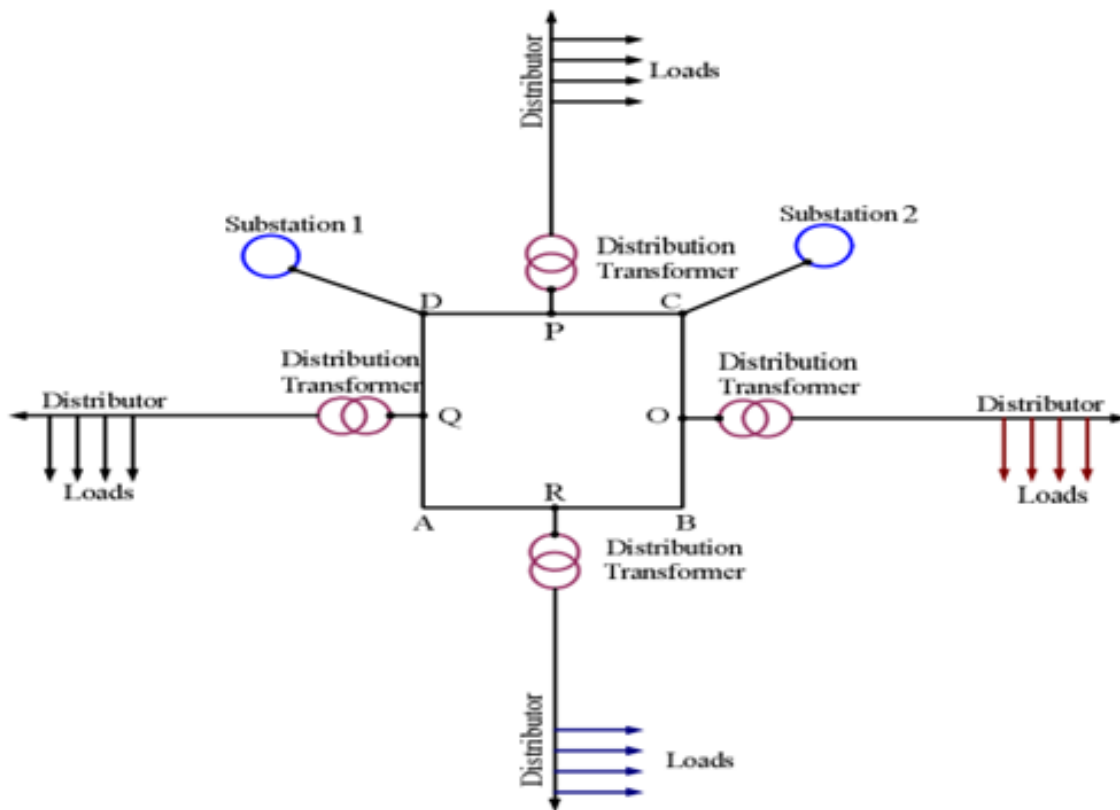 Distributor
Loads
Substation 1
Substation 2
Distribution
Transformer
D
C
P
Distribution
Transformer
Distribution
Transformer
Distributor
Q
O
Distributor
Loads
R
Loads
A
B
Distribution
Transformer
Distributor
Loads